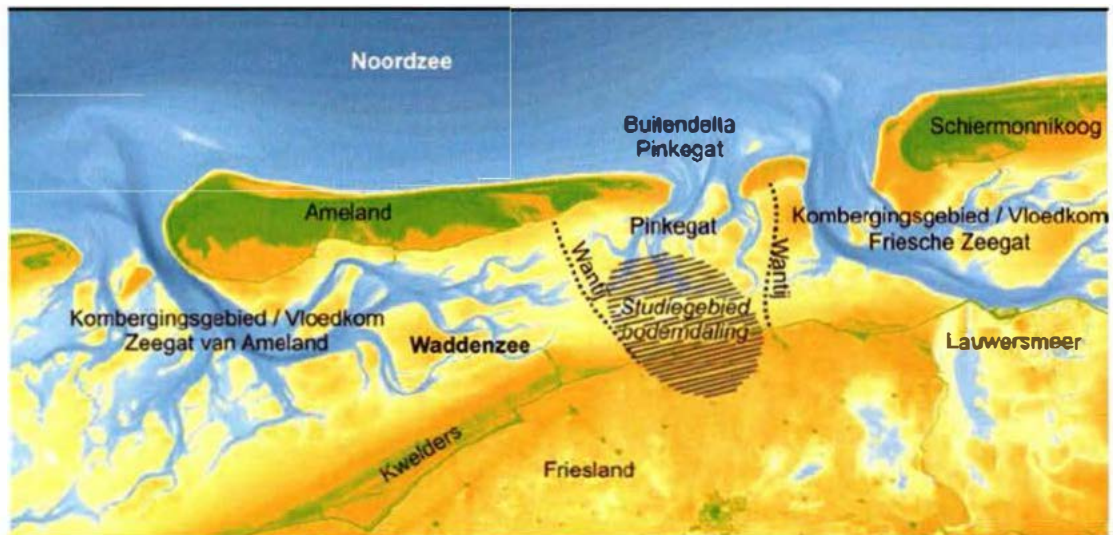 Noordzee
Buitendelta
Pinkegat
Schiermonnikoog
Ameland
Pinkegat
Kombergingsgebied / Vloedkom
Friesche Zeegat
Wantij
Wantij
Studiegebied
bodemdaling
Kombergingsgebied / Vloedkom
Zeegat van Ameland
Waddenzee
Lauwersmeer
Kwelders
Friesland